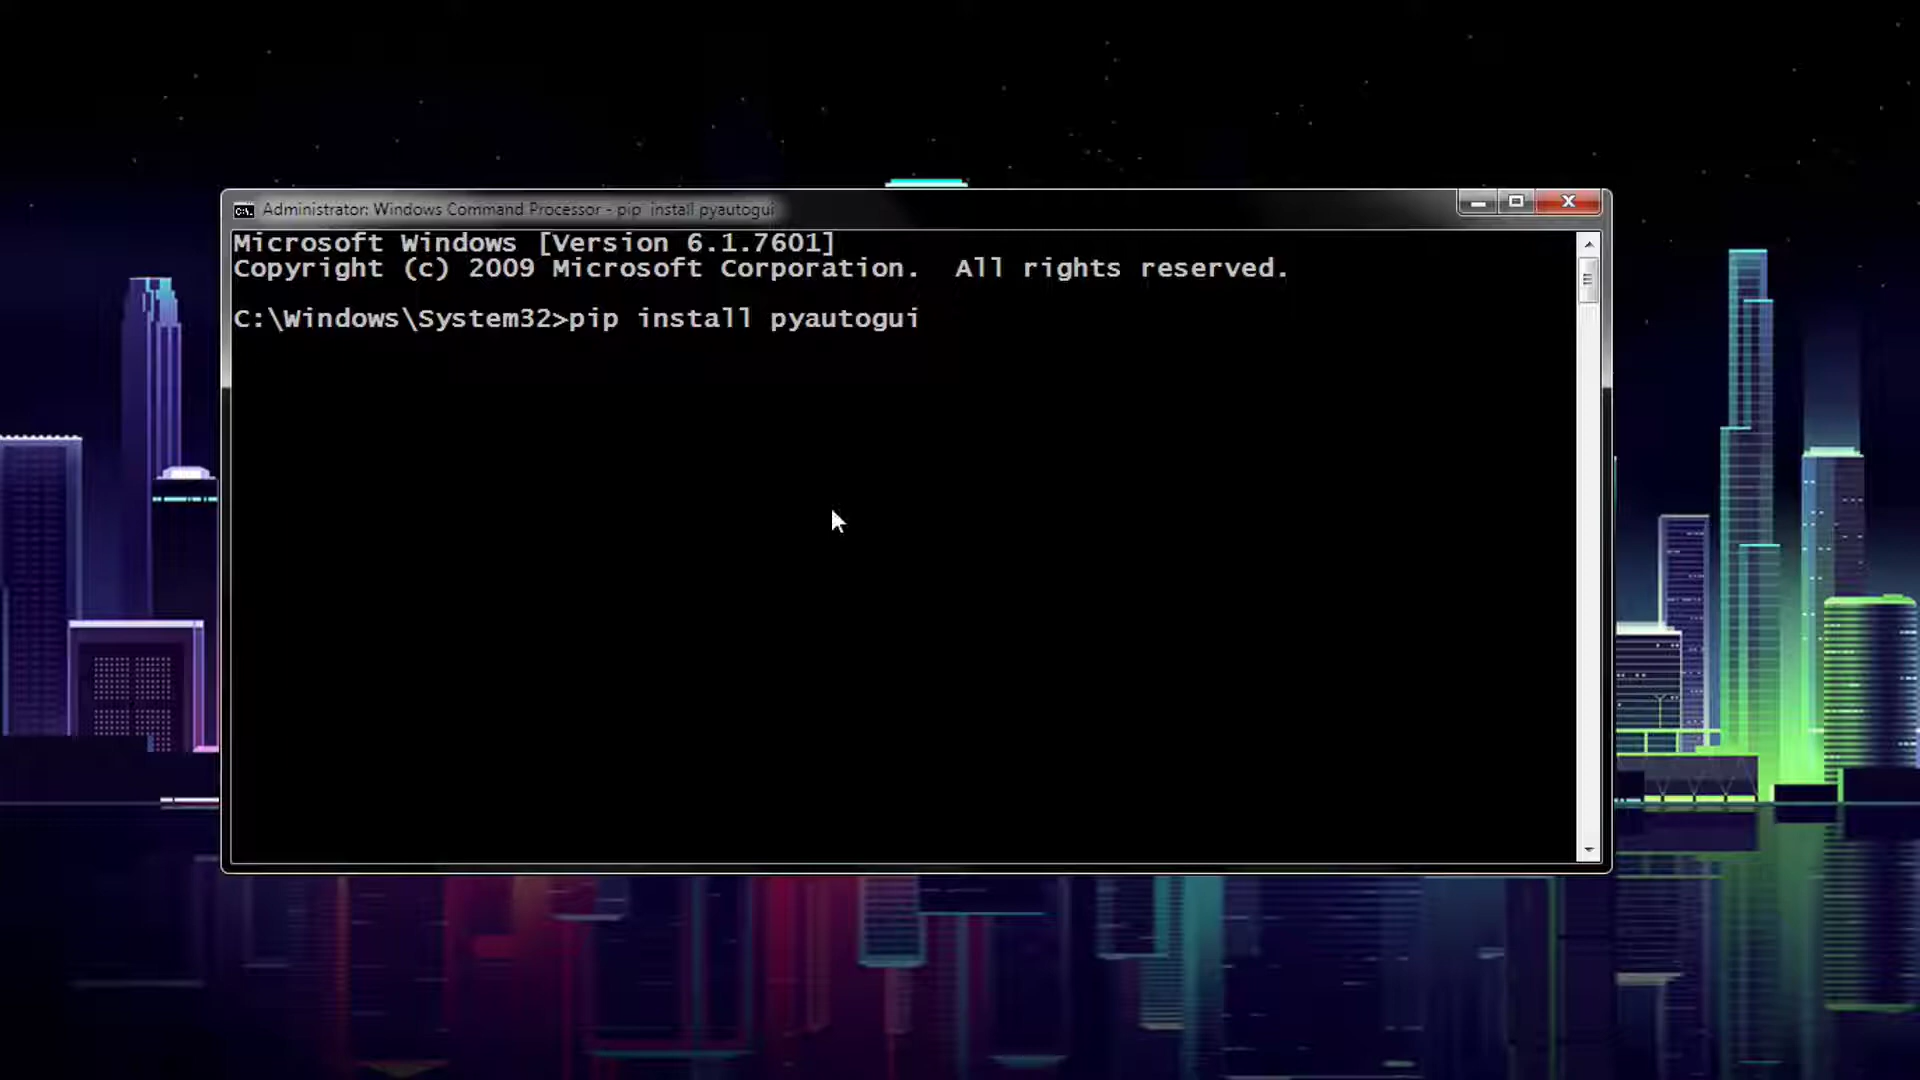 Administrator: Windows Command Processor - pip  install pyautogui
Microsoft Windows [Version 6.1.7601]
Copyright (c) 2009 Microsoft Corporation.  All rights reserved.
C:\Windows\System32>pip install pyautogui